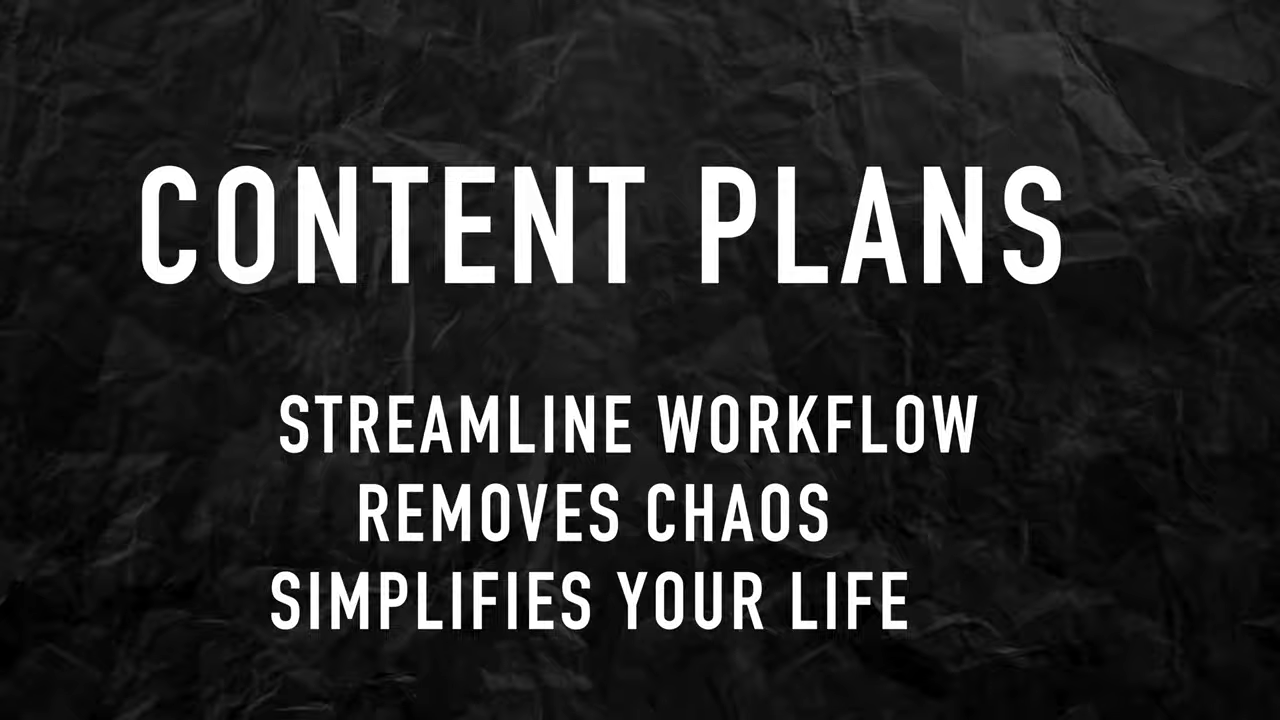 CONTENT PLANS
STREAMLINE WORKFLOW
REMOVES CHAOS
SIMPLIFIES YOUR LIFE